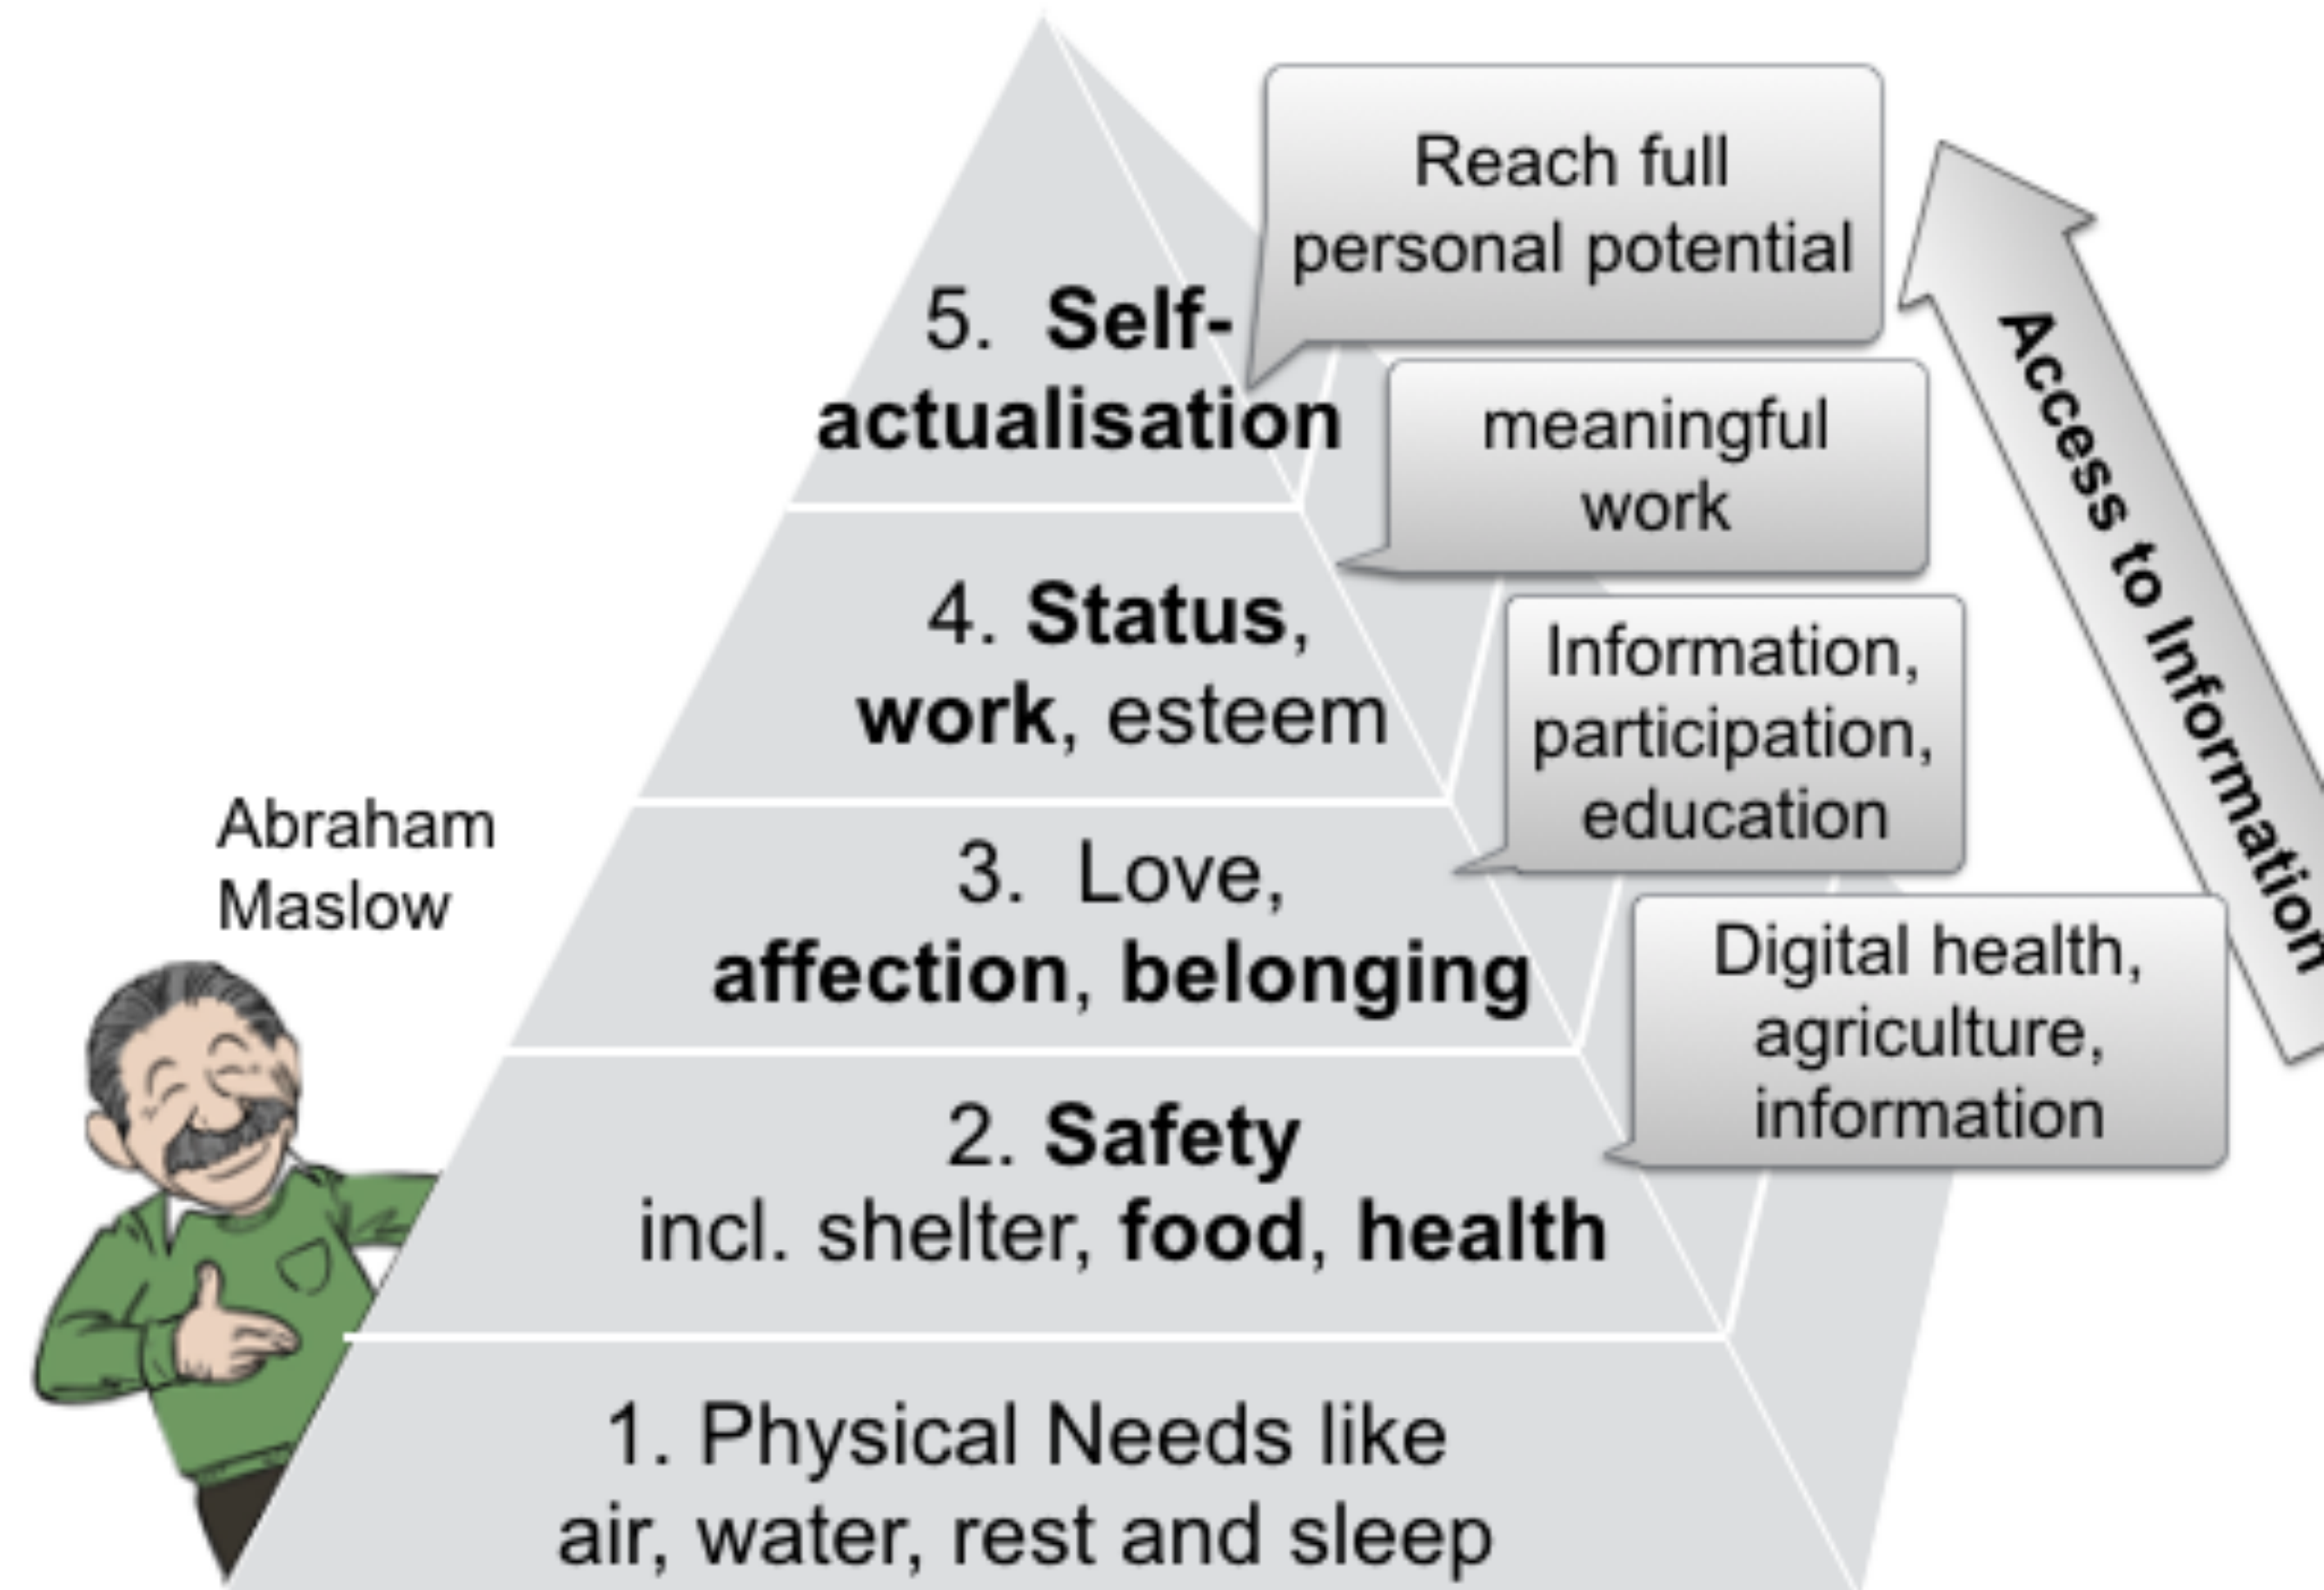 Reach full
personal potential
5. Self-
actualisation
meaningful
work
4. Status,
work, esteem
Information,
participation,
education
3. Love,
affection, belonging
Digital health,
agriculture,
information
2. Safety
incl. shelter, food, health
1. Physical Needs like
air, water, rest and sleep
Abraham
Maslow
Access to Information